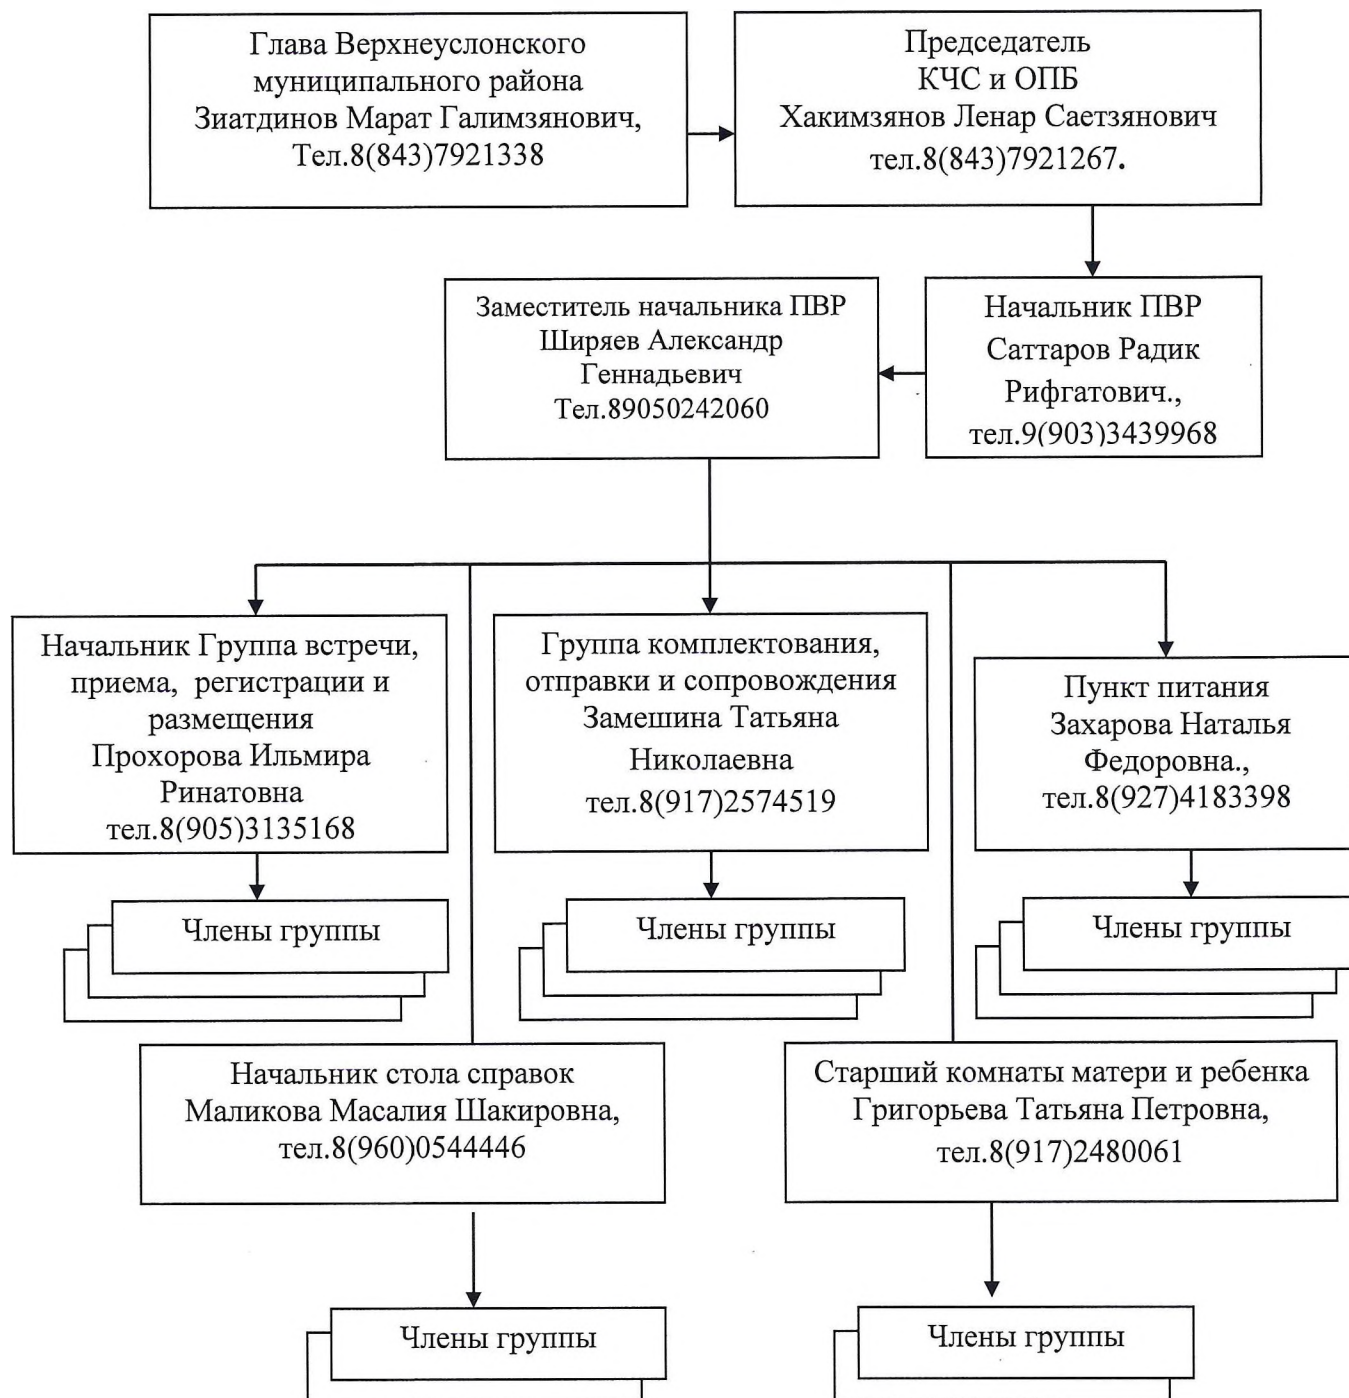 Глава Верхнеуслонского
муниципального района
Зиатдинов Марат Галимзянович,
Тел.8(843)7921338
Председатель
КЧС и ОПБ
Хакимзянов Ленар Саетзянович
тел.8(843)7921267.
Заместитель начальника ПВР
Ширяев Александр
Геннадьевич
Тел.89050242060
Начальник ПВР
Саттаров Радик
Рифгатович.,
тел.9(903)3439968
Начальник Группа встречи,
приема, регистрации и
размещения
Прохорова Ильмира
Ринатовна
тел.8(905)3135168
Группа комплектования,
отправки и сопровождения
Замешина Татьяна
Николаевна
тел.8(917)2574519
Пункт питания
Захарова Наталья
Федоровна.,
тел.8(927)4183398
Члены группы
Члены группы
Члены группы
Начальник стола справок
Маликова Масалия Шакировна,
тел.8(960)0544446
Старший комнаты матери и ребенка
Григорьева Татьяна Петровна,
тел.8(917)2480061
Члены группы
Члены группы